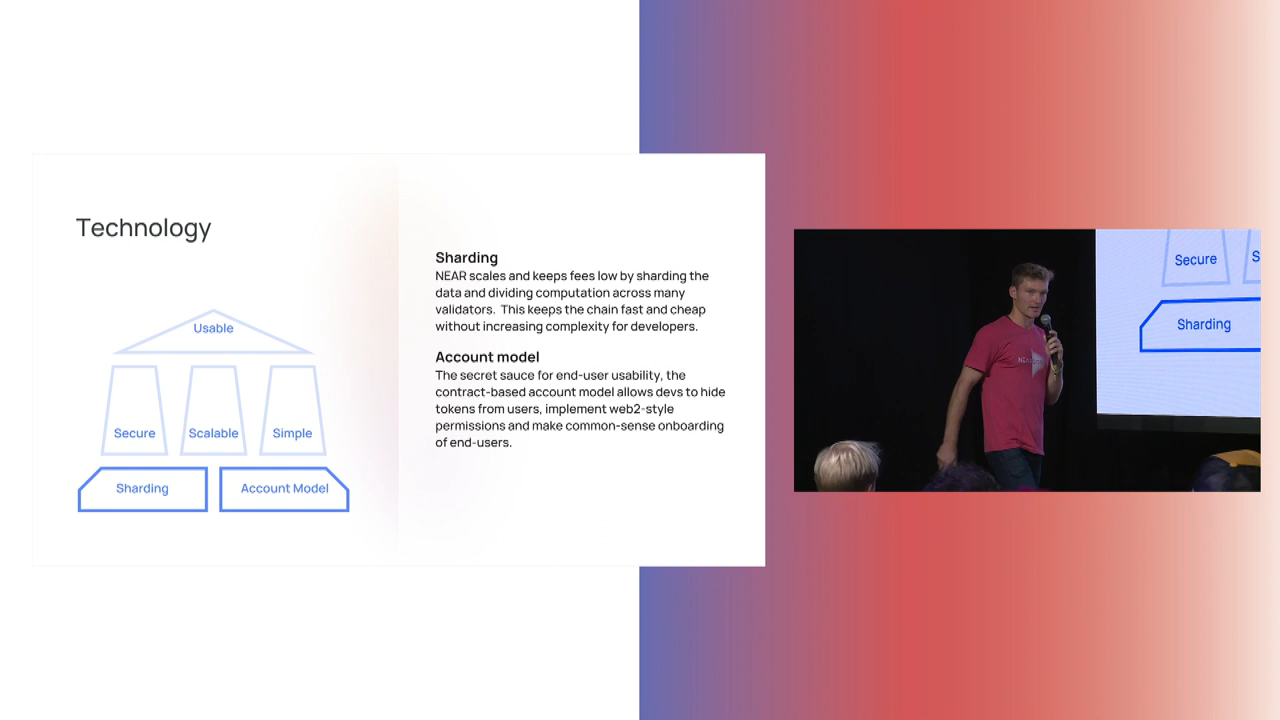 Technology
Usable
Secure
Scalable
Simple
Sharding
Account Model
Sharding
NEAR scales and keeps fees low by sharding the
data and dividing computation across many
validators.  This keeps the chain fast and cheap
without increasing complexity for developers.
Account model
The secret sauce for end-user usability, the
contract-based account model allows devs to hide
tokens from users, implement web2-style
permissions and make common-sense onboarding
of end-users.
Secure
S
Sharding